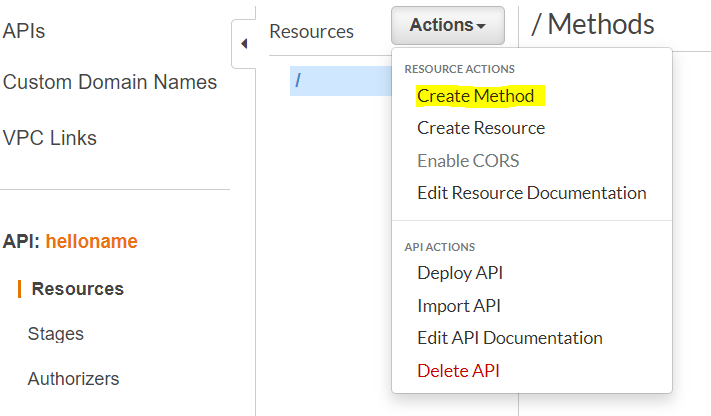 APIs
Custom Domain Names
VPC Links
API: helloname
Resources
Stages
Authorizers
Resources
/
Actions
/ Methods
RESOURCE ACTIONS
Create Method
Create Resource
Enable CORS
Edit Resource Documentation
API ACTIONS
Deploy API
Import API
Edit API Documentation
Delete API